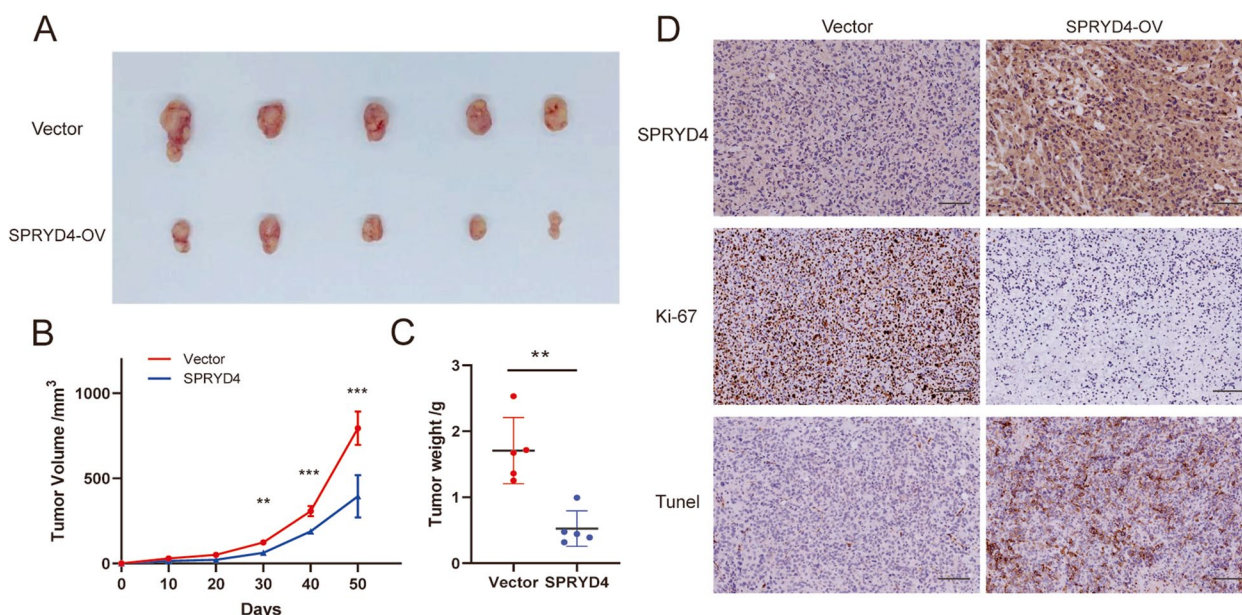 A
Vector
SPRYD4-OV
B
Vector
SPRYD4
Tumor Volume /mm³
1000
500
0
**
***
***
0 10 20 30 40 50
Days
C
Tumor weight /g
3
2
1
0
**
Vector SPRYD4
D
Vector SPRYD4-OV
SPRYD4
Ki-67
Tunel